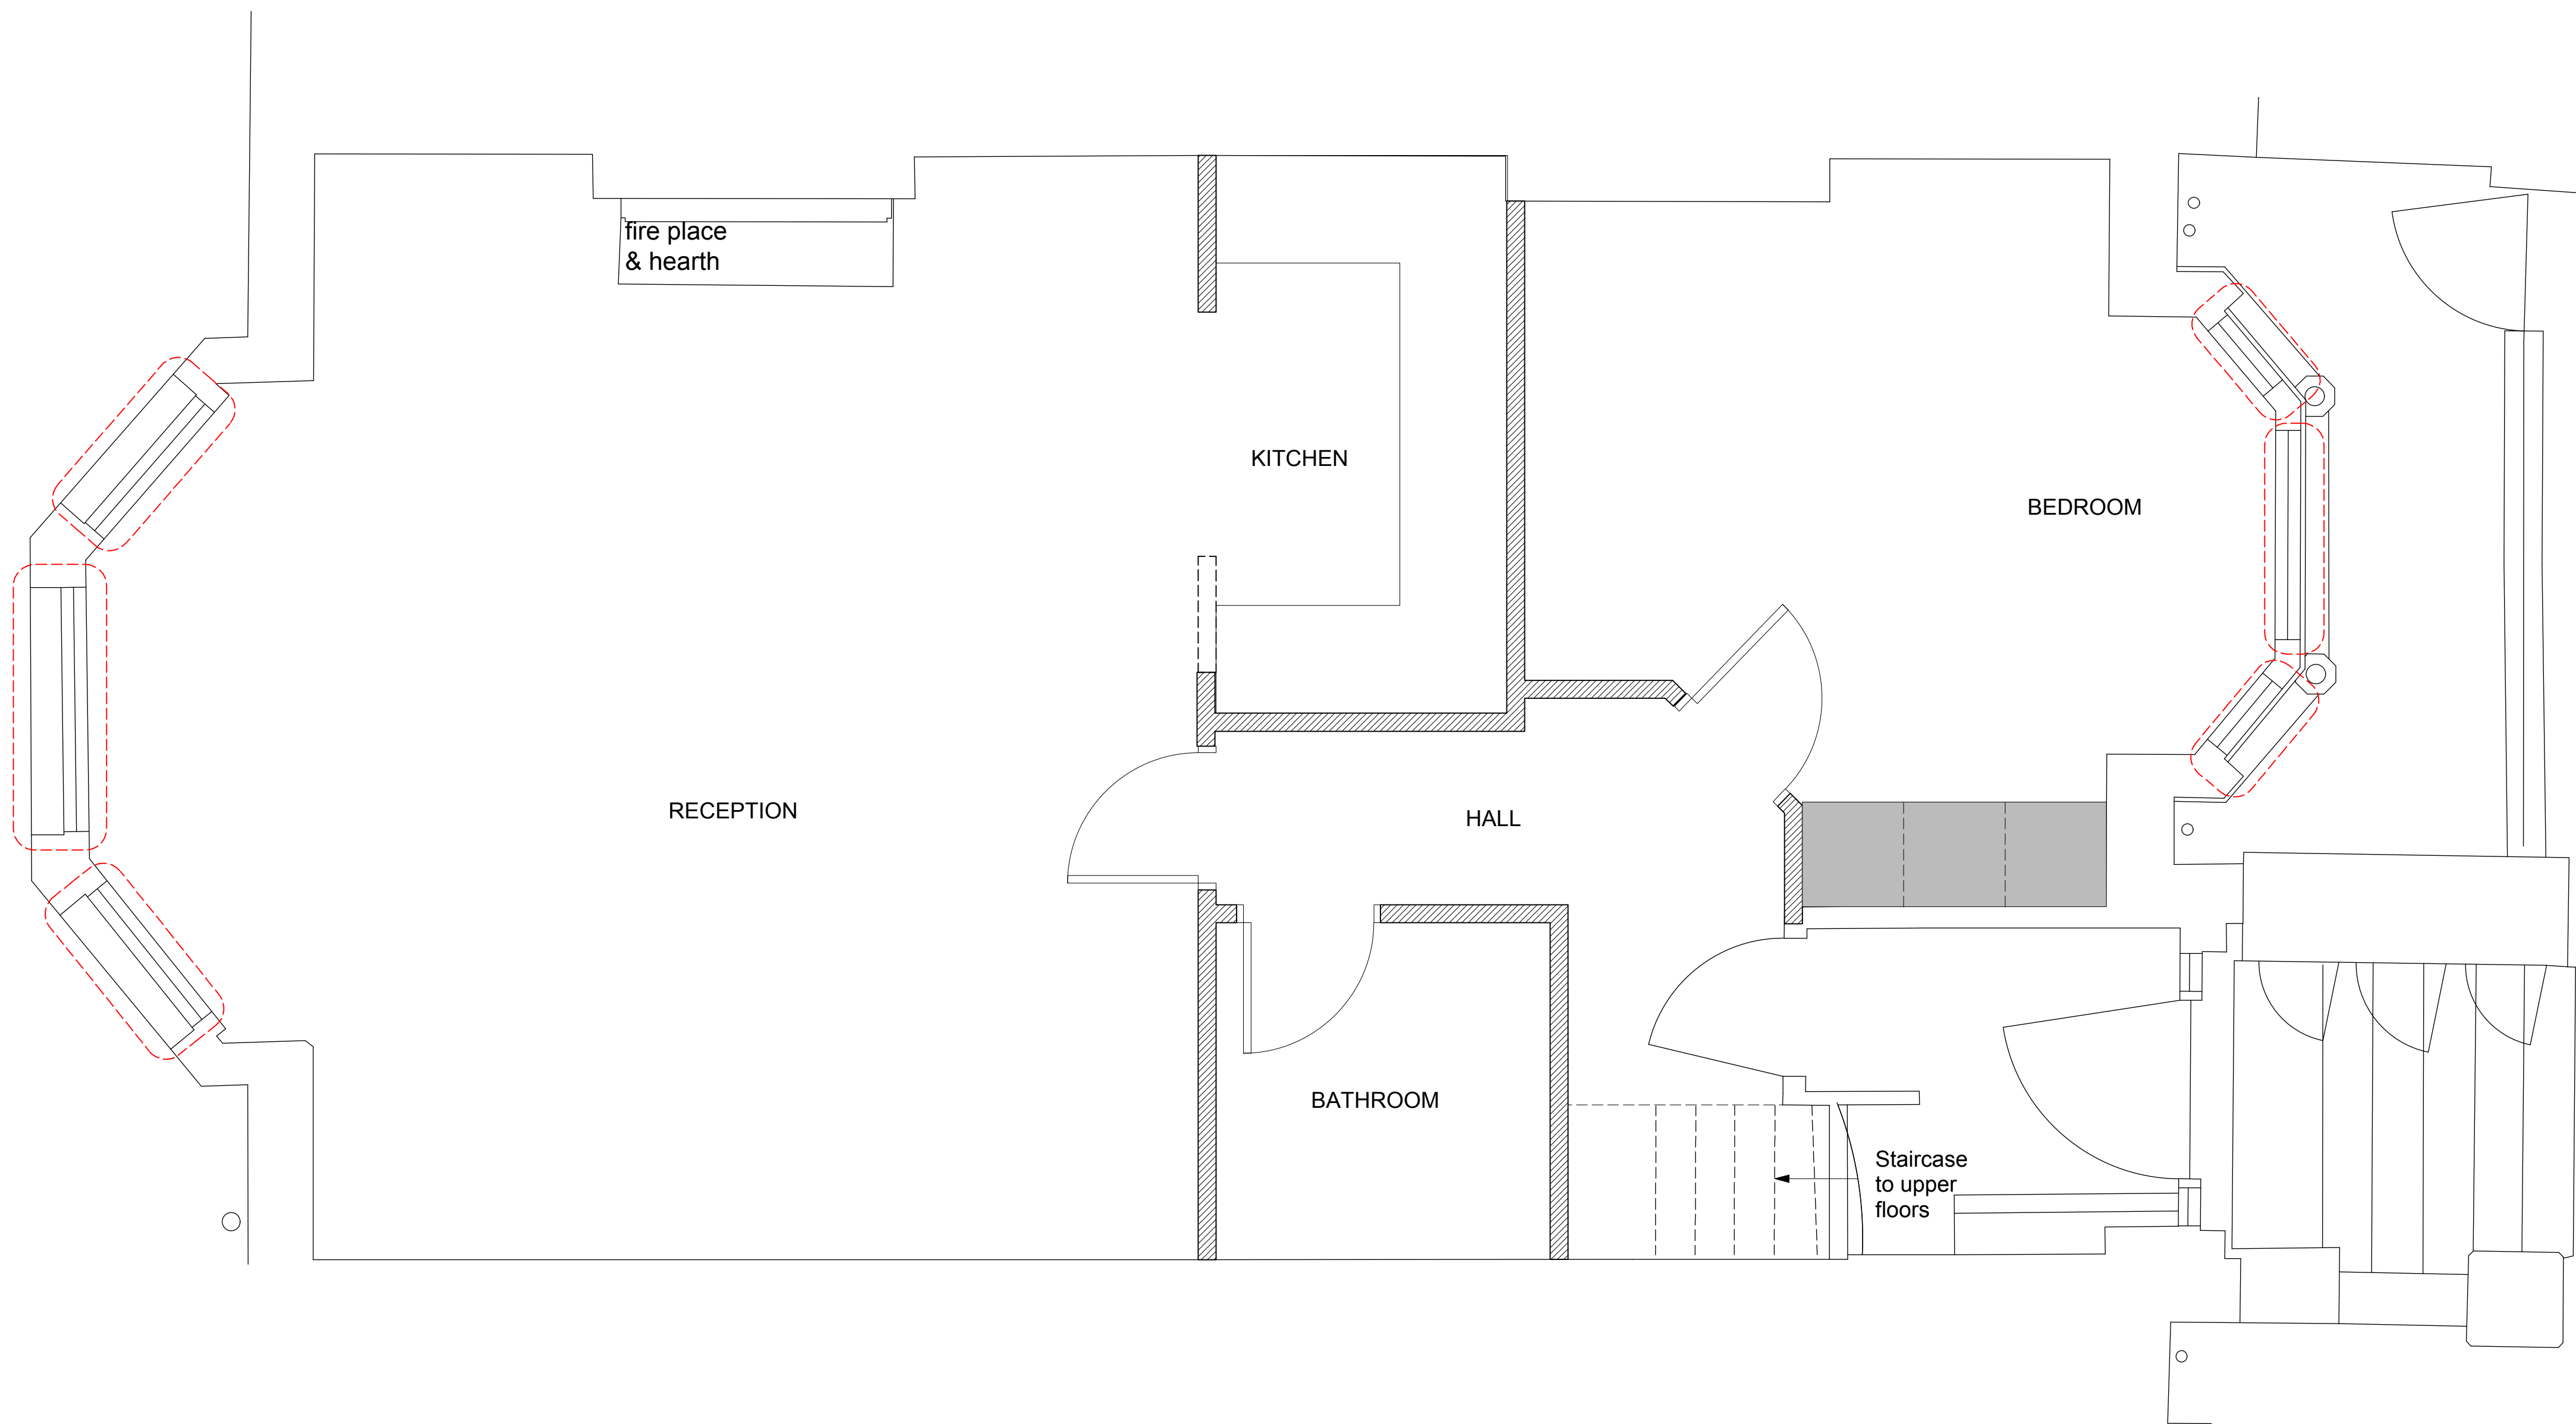 fire place
& hearth
KITCHEN
BEDROOM
RECEPTION
HALL
BATHROOM
Staircase
to upper
floors